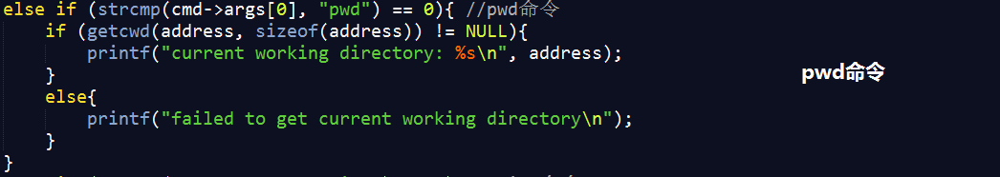 else if (strcmp(cmd->args[0], "pwd") == 0){ //pwd命令
    if (getcwd(address, sizeof(address)) != NULL){
        printf("current working directory: %s\n", address);
    }
pwd命令
    else{
        printf("failed to get current working directory\n");
    }
}